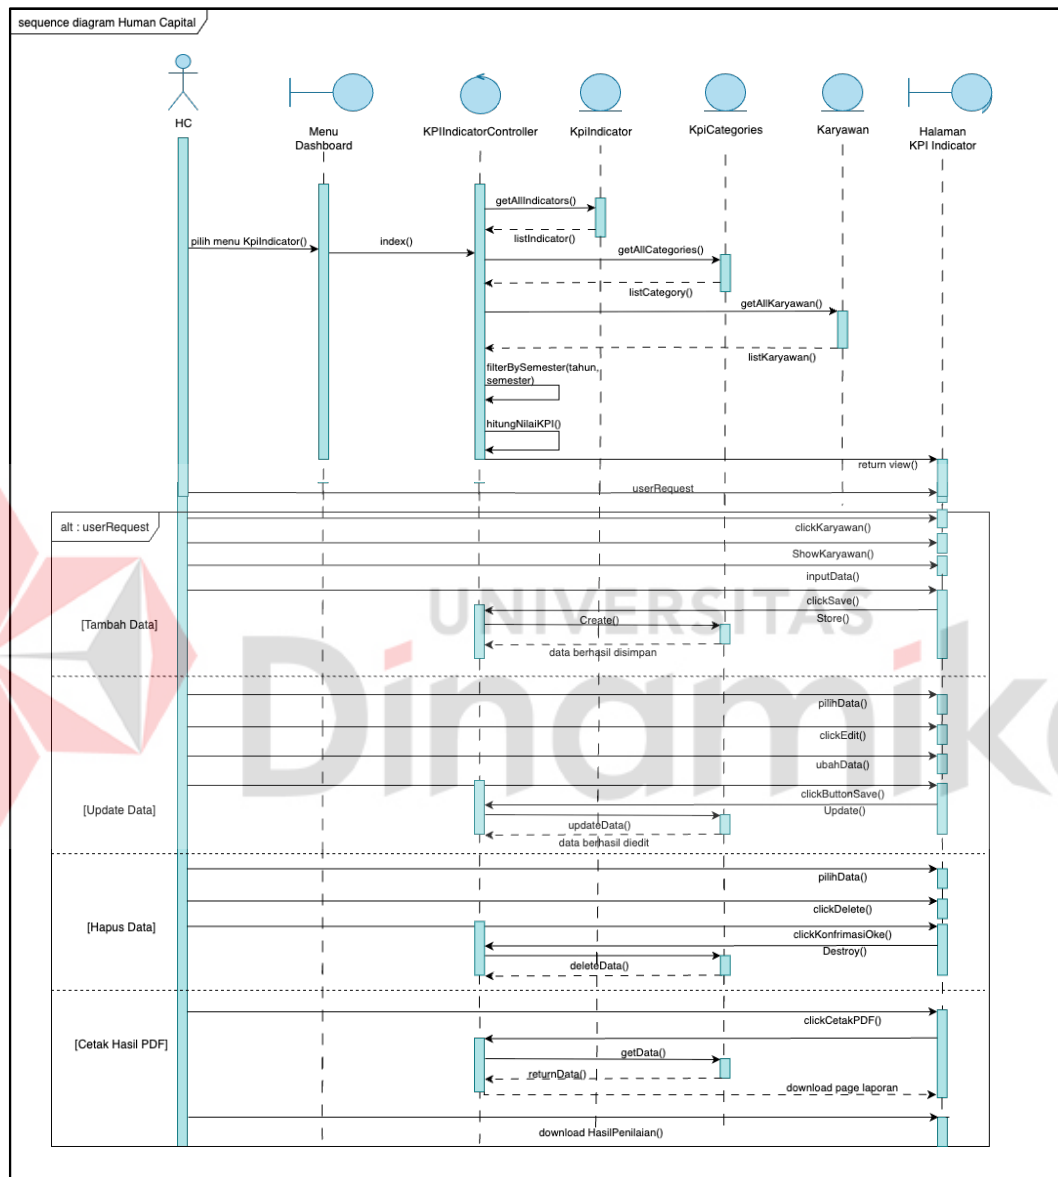 sequence diagram Human Capital
HC
Menu
Dashboard
KPIIndicatorController
KpiIndicator
KpiCategories
Karyawan
Halaman
KPI Indicator
getAllIndicators()
listIndicator()
pilih menu KpiIndicator()
index()
getAllCategories()
listCategory()
getAllKaryawan()
listKaryawan()
filterBySemester(tahun,
semester)
hitungNilaiKPI()
return view()
userRequest
alt : userRequest
clickKaryawan()
ShowKaryawan()
inputData()
UNIVERSITAS
Dinamika
clickSave()
Store()
Create()
[Tambah Data]
data berhasil disimpan
pilihData()
clickEdit()
ubahData()
clickButtonSave()
[Update Data]
Update()
updateData()
data berhasil diedit
pilihData()
clickDelete()
[Hapus Data]
clickKonfrimasiOke()
Destroy()
deleteData()
clickCetakPDF()
[Cetak Hasil PDF]
getData()
returnData()
download page laporan
download HasilPenilaian()